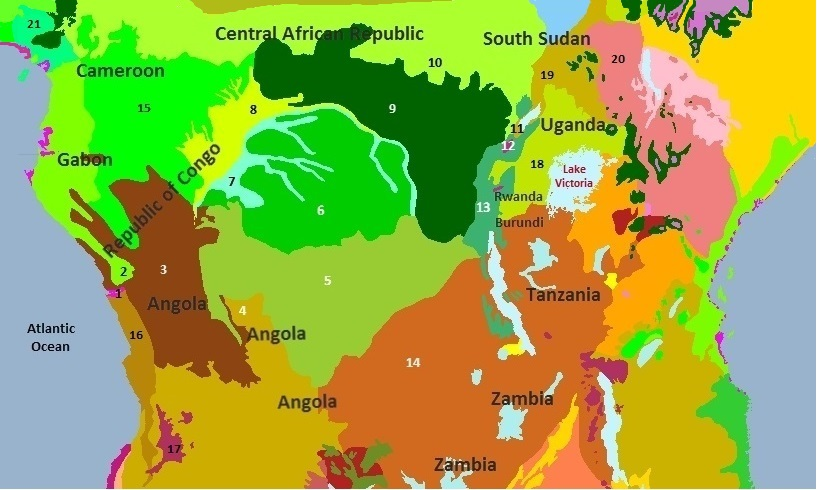 21
Central African Republic
South Sudan
Cameroon
10
19
20
15
8
9
11
Uganda
12
Gabon
Republic of Congo
18
Lake
Victoria
7
Rwanda
6
13
Burundi
2
3
5
1
Angola
4
Tanzania
Atlantic
Ocean
16
Angola
14
Angola
Zambia
17
Zambia